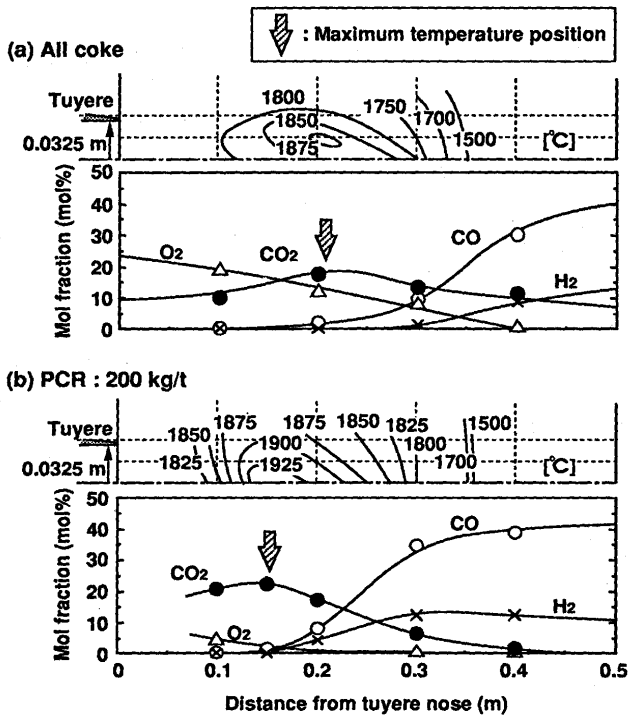 : Maximum temperature position
(a) All coke
Tuyere
0.0325 m
1800
1850
1875
1750
1700
1500
[°C]
Mol fraction (mol%)
50
40
30
20
10
0
O2
CO2
CO
H2
(b) PCR : 200 kg/t
Tuyere
0.0325 m
1825
1850
1875
1900
1925
1875
1850
1825
1800
1700
1500
[°C]
Mol fraction (mol%)
50
40
30
20
10
0
CO2
O2
CO
H2
0 0.1 0.2 0.3 0.4 0.5
Distance from tuyere nose (m)